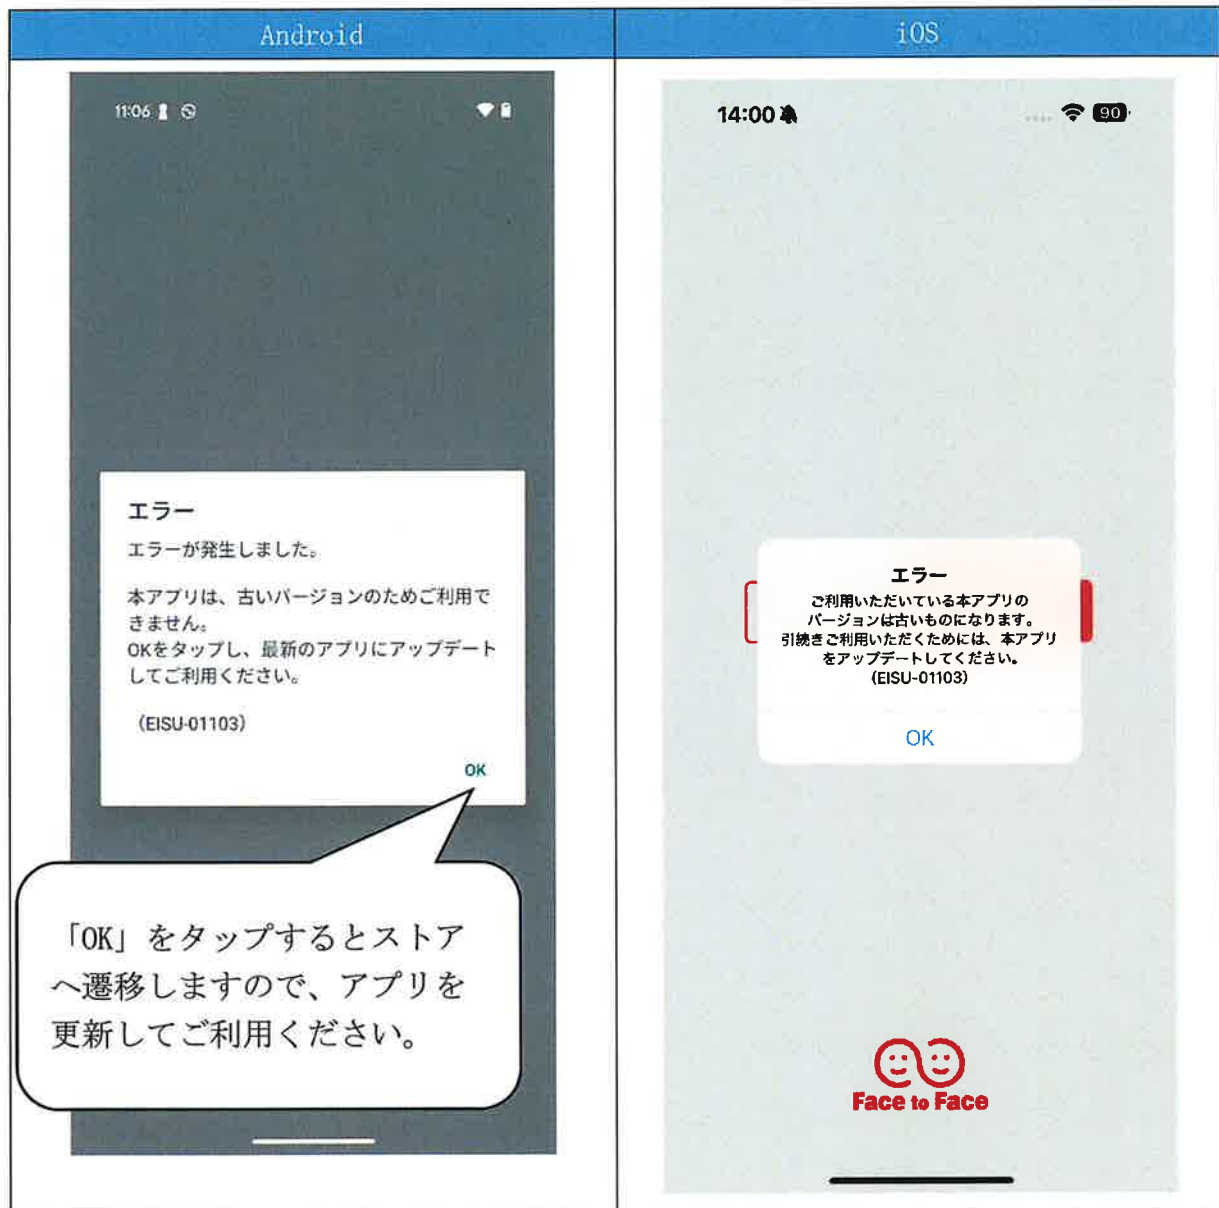 Android
iOS
11:06
エラー
エラーが発生しました。
本アプリは、古いバージョンのためご利用で
きません。
OKをタップし、最新のアプリにアップデート
してご利用ください。
（EISU-01103）
OK
「OK」をタップするとストア
へ遷移しますので、アプリを
更新してご利用ください。
14:00
90
エラー
ご利用いただいている本アプリの
バージョンは古いものになります。
引続きご利用いただくためには、本アプリ
をアップデートしてください。
（EISU-01103）
OK
Face to Face